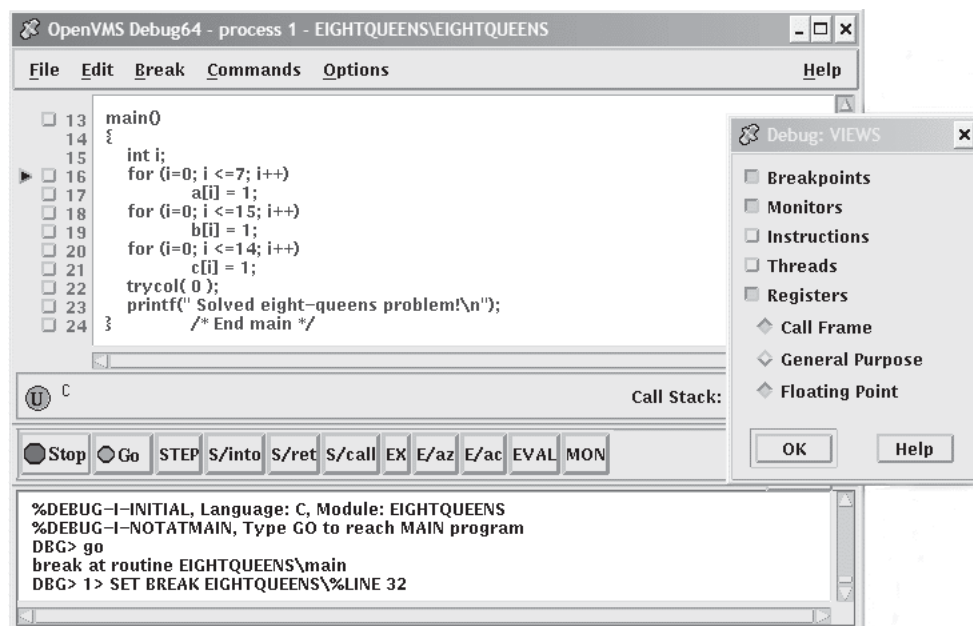 OpenVMS Debug64 - process 1 - EIGHTQUEENS\EIGHTQUEENS
File Edit Break Commands Options Help
13 main()
14 {
15 int i;
16 for (i=0; i <=7; i++)
17 a[i] = 1;
18 for (i=0; i <=15; i++)
19 b[i] = 1;
20 for (i=0; i <=14; i++)
21 c[i] = 1;
22 trycol( 0 );
23 printf(" Solved eight-queens problem!\n");
24 } /* End main */
U C Call Stack:
Stop Go STEP S/into S/ret S/call EX E/az E/ac EVAL MON
%DEBUG-I-INITIAL, Language: C, Module: EIGHTQUEENS
%DEBUG-I-NOTATMAIN, Type GO to reach MAIN program
DBG> go
break at routine EIGHTQUEENS\main
DBG> 1> SET BREAK EIGHTQUEENS\%LINE 32
Debug: VIEWS
Breakpoints
Monitors
Instructions
Threads
Registers
Call Frame
General Purpose
Floating Point
OK Help